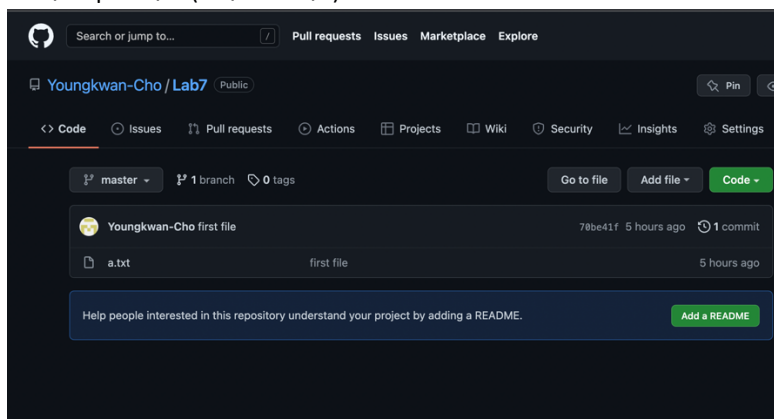 Search or jump to... / Pull requests Issues Marketplace Explore
Youngkwan-Cho / Lab7 Public Pin
<> Code Issues Pull requests Actions Projects Wiki Security Insights Settings
master 1 branch 0 tags Go to file Add file Code
Youngkwan-Cho first file 70be41f 5 hours ago 1 commit
a.txt first file 5 hours ago
Help people interested in this repository understand your project by adding a README. Add a README